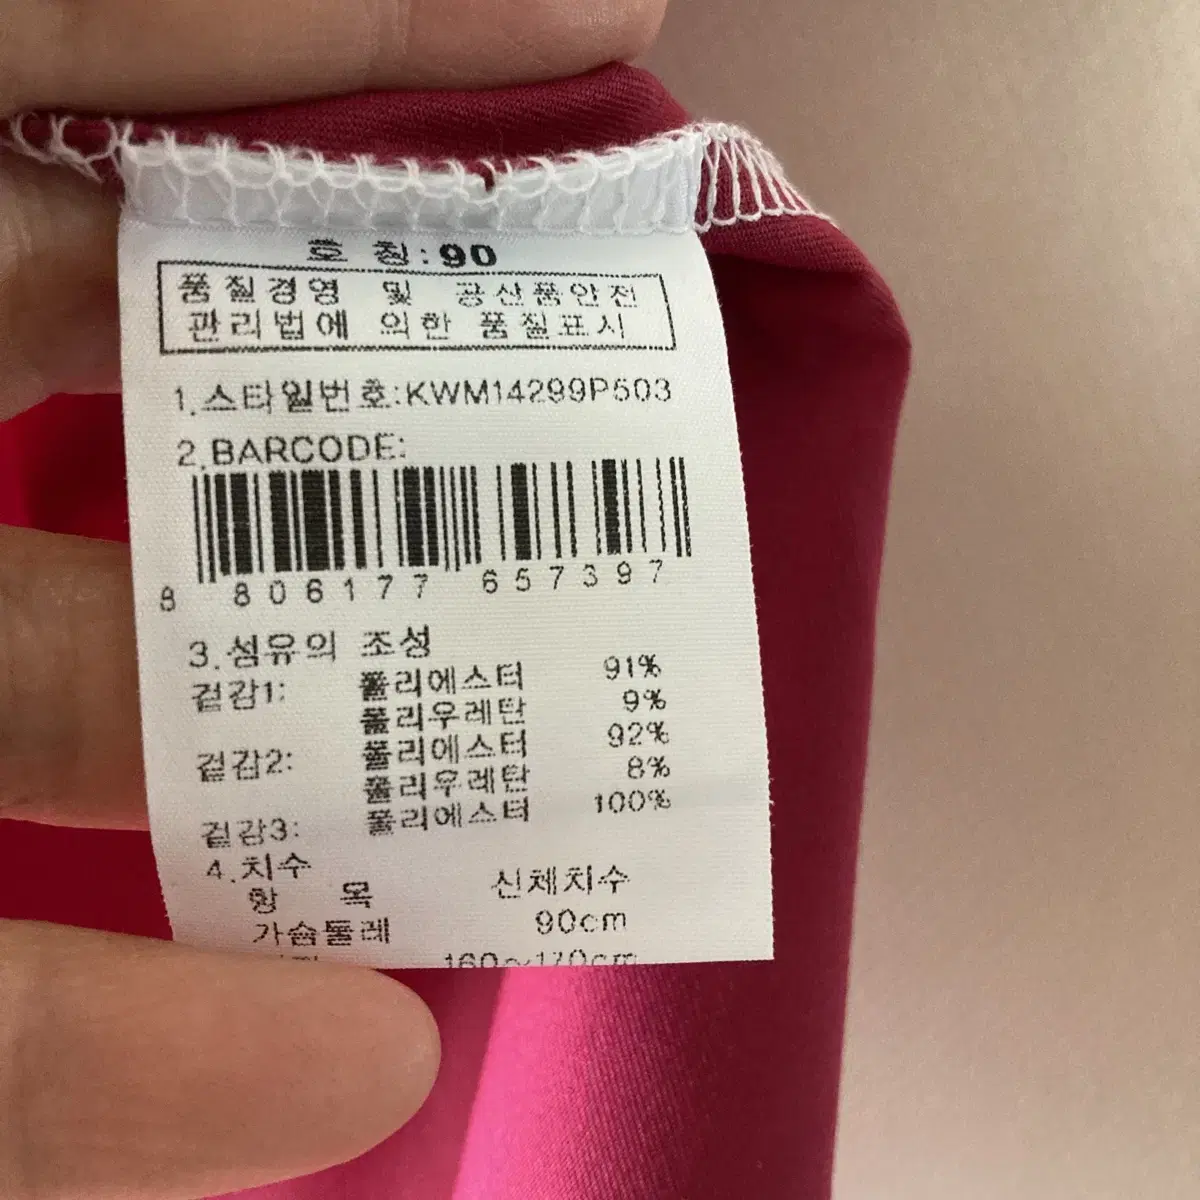 호 칭:90
품질경영 및 공산품안전
관리법에 의한 품질표시
1.스타일번호:KWM14299P503
2.BARCODE:
8 806177 657397
3.섬유의 조성
겉감1: 폴리에스터 91%
폴리우레탄 9%
겉감2: 폴리에스터 92%
폴리우레탄 8%
겉감3: 폴리에스터 100%
4.치수
항 목 신체치수
가슴둘레 90cm
160~170cm